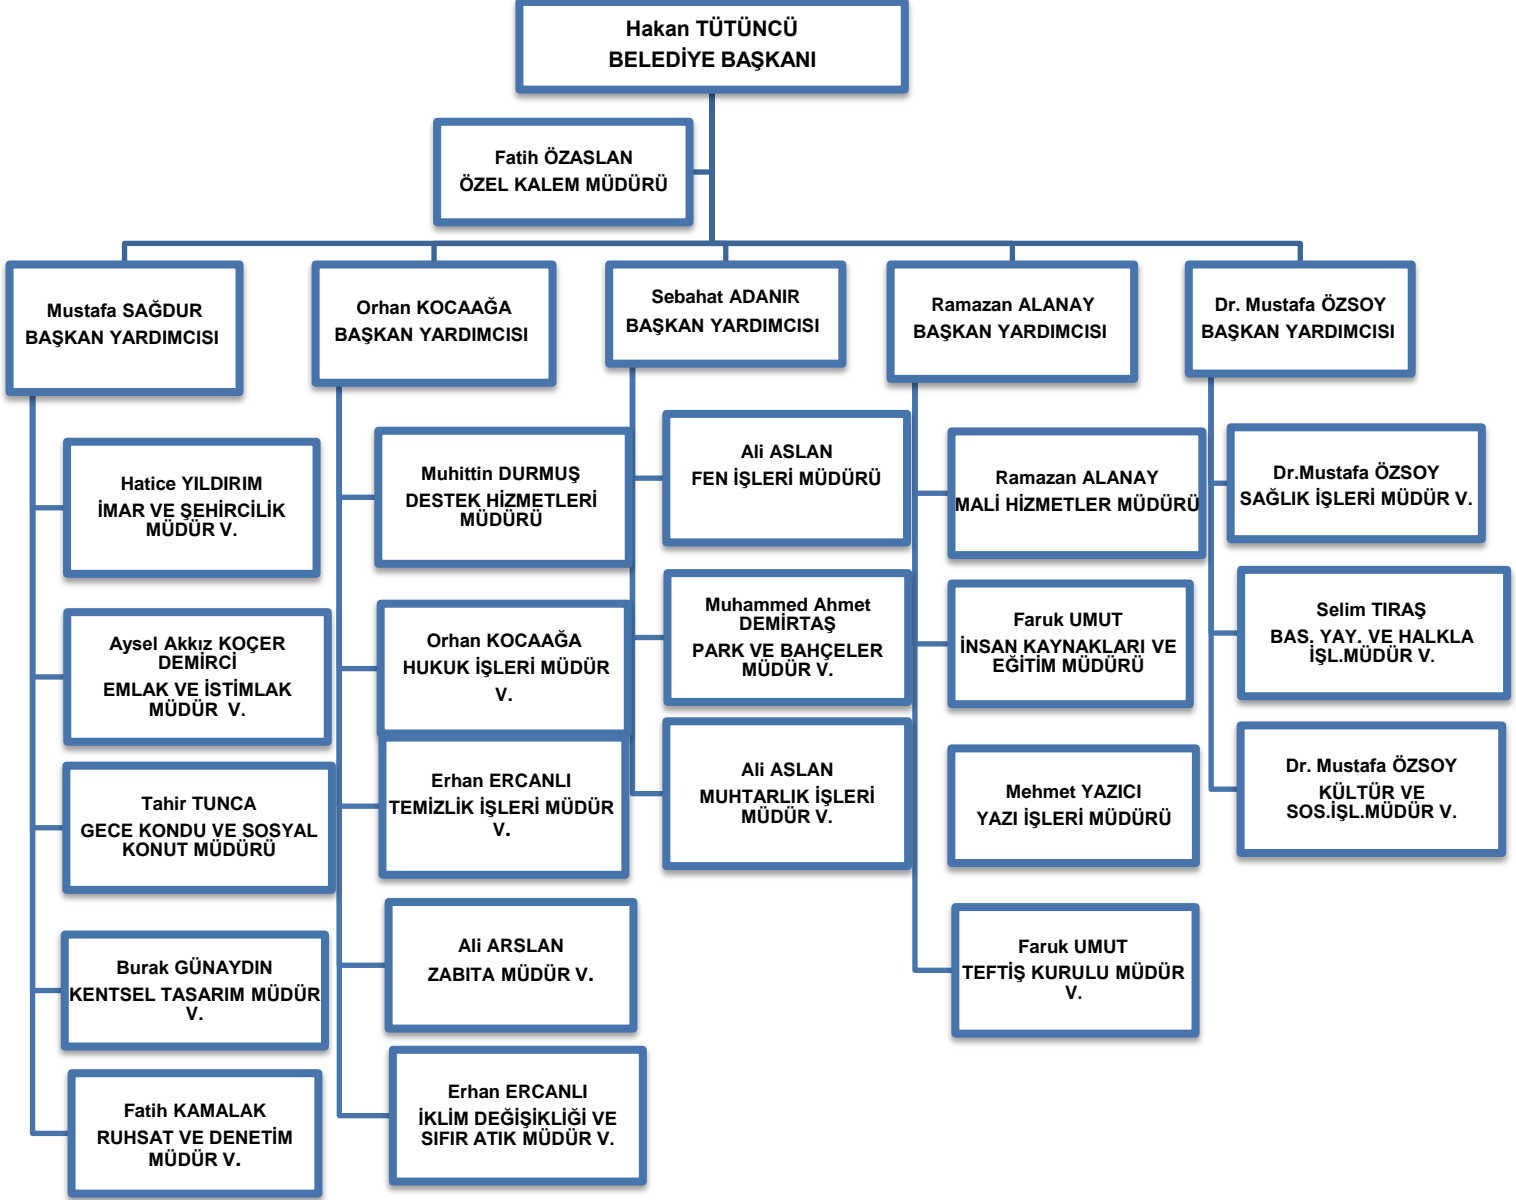 Hakan TÜTÜNCÜ
BELEDİYE BAŞKANI
Fatih ÖZASLAN
ÖZEL KALEM MÜDÜRÜ
Mustafa SAĞDUR
BAŞKAN YARDIMCISI
Orhan KOCAAĞA
BAŞKAN YARDIMCISI
Sebahat ADANIR
BAŞKAN YARDIMCISI
Ramazan ALANAY
BAŞKAN YARDIMCISI
Dr. Mustafa ÖZSOY
BAŞKAN YARDIMCISI
Hatice YILDIRIM
İMAR VE ŞEHİRCİLİK
MÜDÜR V.
Aysel Akkız KOÇER
DEMİRCİ
EMLAK VE İSTİMLAK
MÜDÜR  V.
Tahir TUNCA
GECE KONDU VE SOSYAL
KONUT MÜDÜRÜ
Burak GÜNAYDIN
KENTSEL TASARIM MÜDÜR
V.
Fatih KAMALAK
RUHSAT VE DENETİM
MÜDÜR V.
Muhittin DURMUŞ
DESTEK HİZMETLERİ
MÜDÜRÜ
Orhan KOCAAĞA
HUKUK İŞLERİ MÜDÜR
V.
Erhan ERCANLI
TEMİZLİK İŞLERİ MÜDÜR
V.
Ali ARSLAN
ZABITA MÜDÜR V.
Erhan ERCANLI
İKLİM DEĞİŞİKLİĞİ VE
SIFIR ATIK MÜDÜR V.
Ali ASLAN
FEN İŞLERİ MÜDÜRÜ
Muhammed Ahmet
DEMİRTAŞ
PARK VE BAHÇELER
MÜDÜR V.
Ali ASLAN
MUHTARLIK İŞLERİ
MÜDÜR V.
Ramazan ALANAY
MALİ HİZMETLER MÜDÜRÜ
Faruk UMUT
İNSAN KAYNAKLARI VE
EĞİTİM MÜDÜRÜ
Mehmet YAZICI
YAZI İŞLERİ MÜDÜRÜ
Faruk UMUT
TEFTİŞ KURULU MÜDÜR
V.
Dr.Mustafa ÖZSOY
SAĞLIK İŞLERİ MÜDÜR V.
Selim TIRAŞ
BAS. YAY. VE HALKLA
İŞL.MÜDÜR V.
Dr. Mustafa ÖZSOY
KÜLTÜR VE
SOS.İŞL.MÜDÜR V.